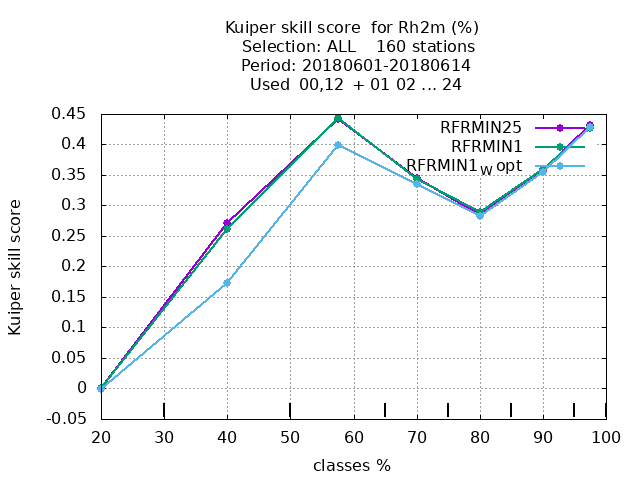 Kuiper skill score for Rh2m (%)
Selection: ALL 160 stations
Period: 20180601-20180614
Used 00,12 + 01 02 ... 24
0.45
0.4
0.35
0.3
0.25
0.2
0.15
0.1
0.05
0
-0.05
Kuiper skill score
RFRMIN25
RFRMIN1
RFRMIN1w opt
20 30 40 50 60 70 80 90 100
classes %